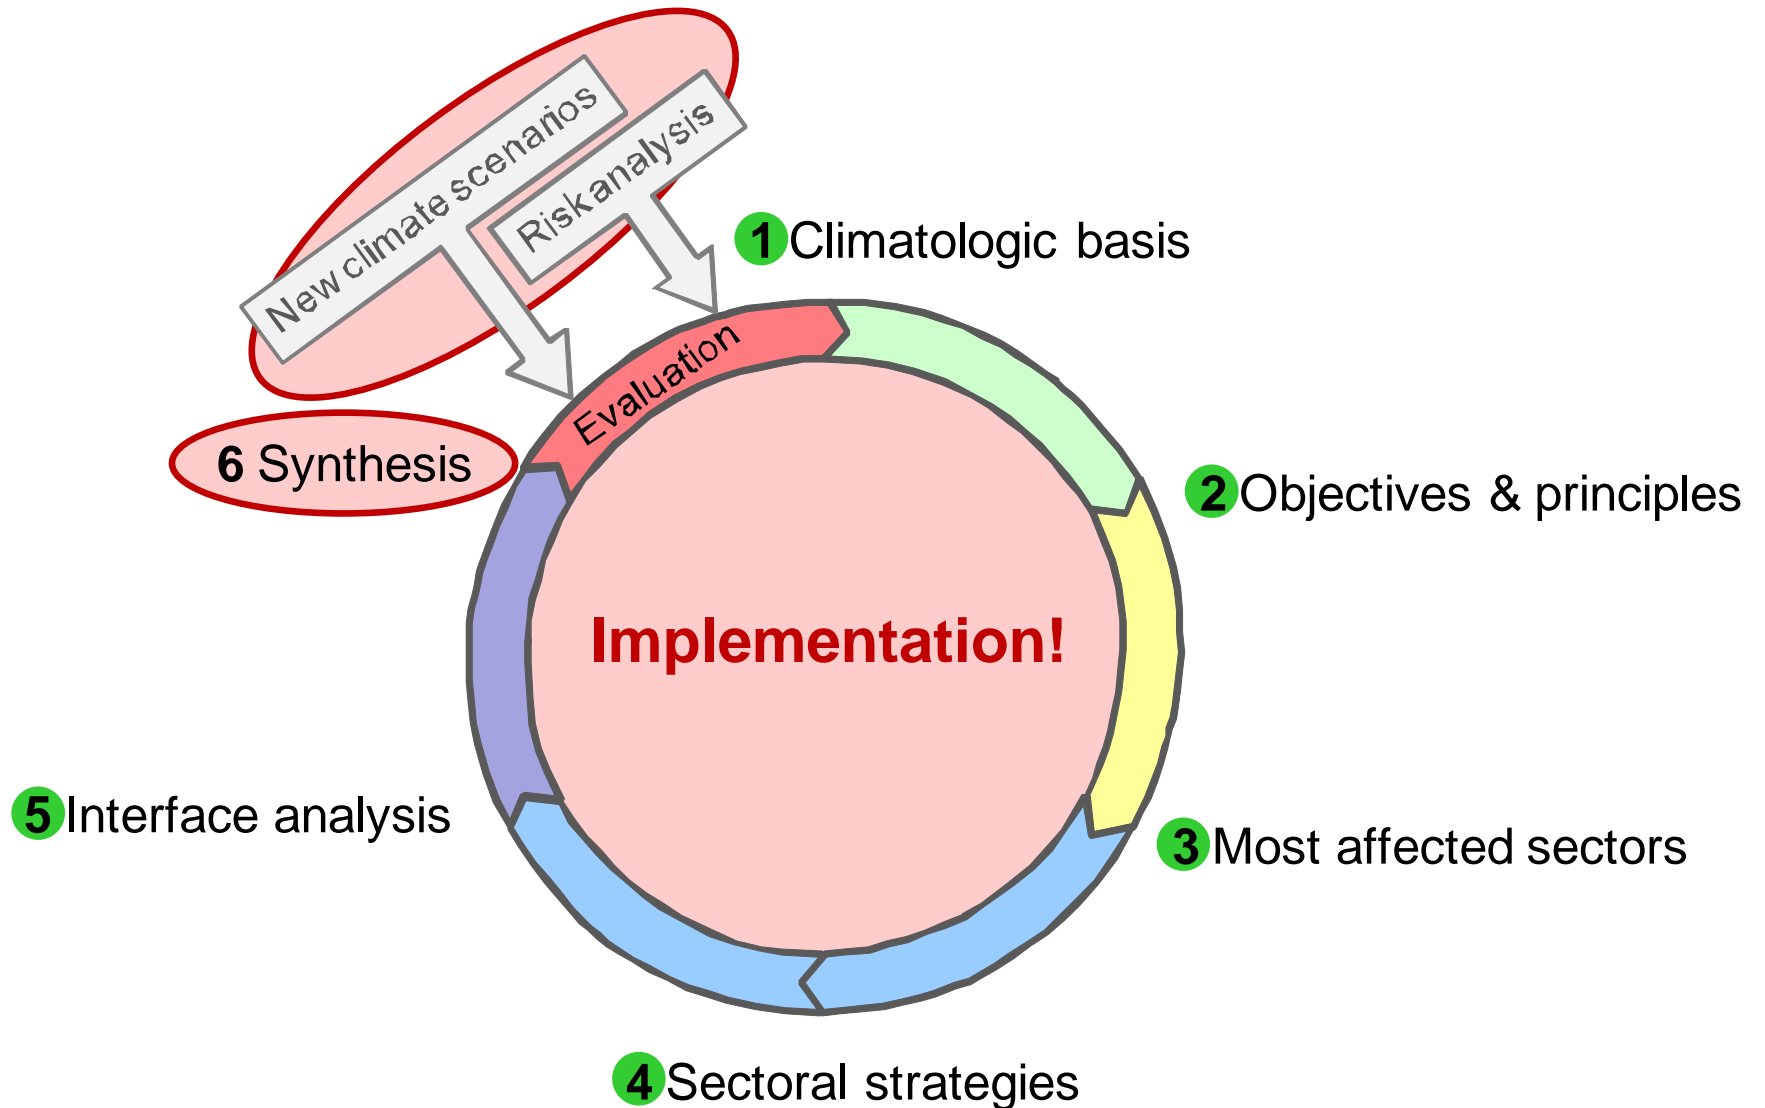 New climate scenarios
Risk analysis
1 Climatologic basis
Evaluation
6 Synthesis
2 Objectives & principles
Implementation!
5 Interface analysis
3 Most affected sectors
4 Sectoral strategies